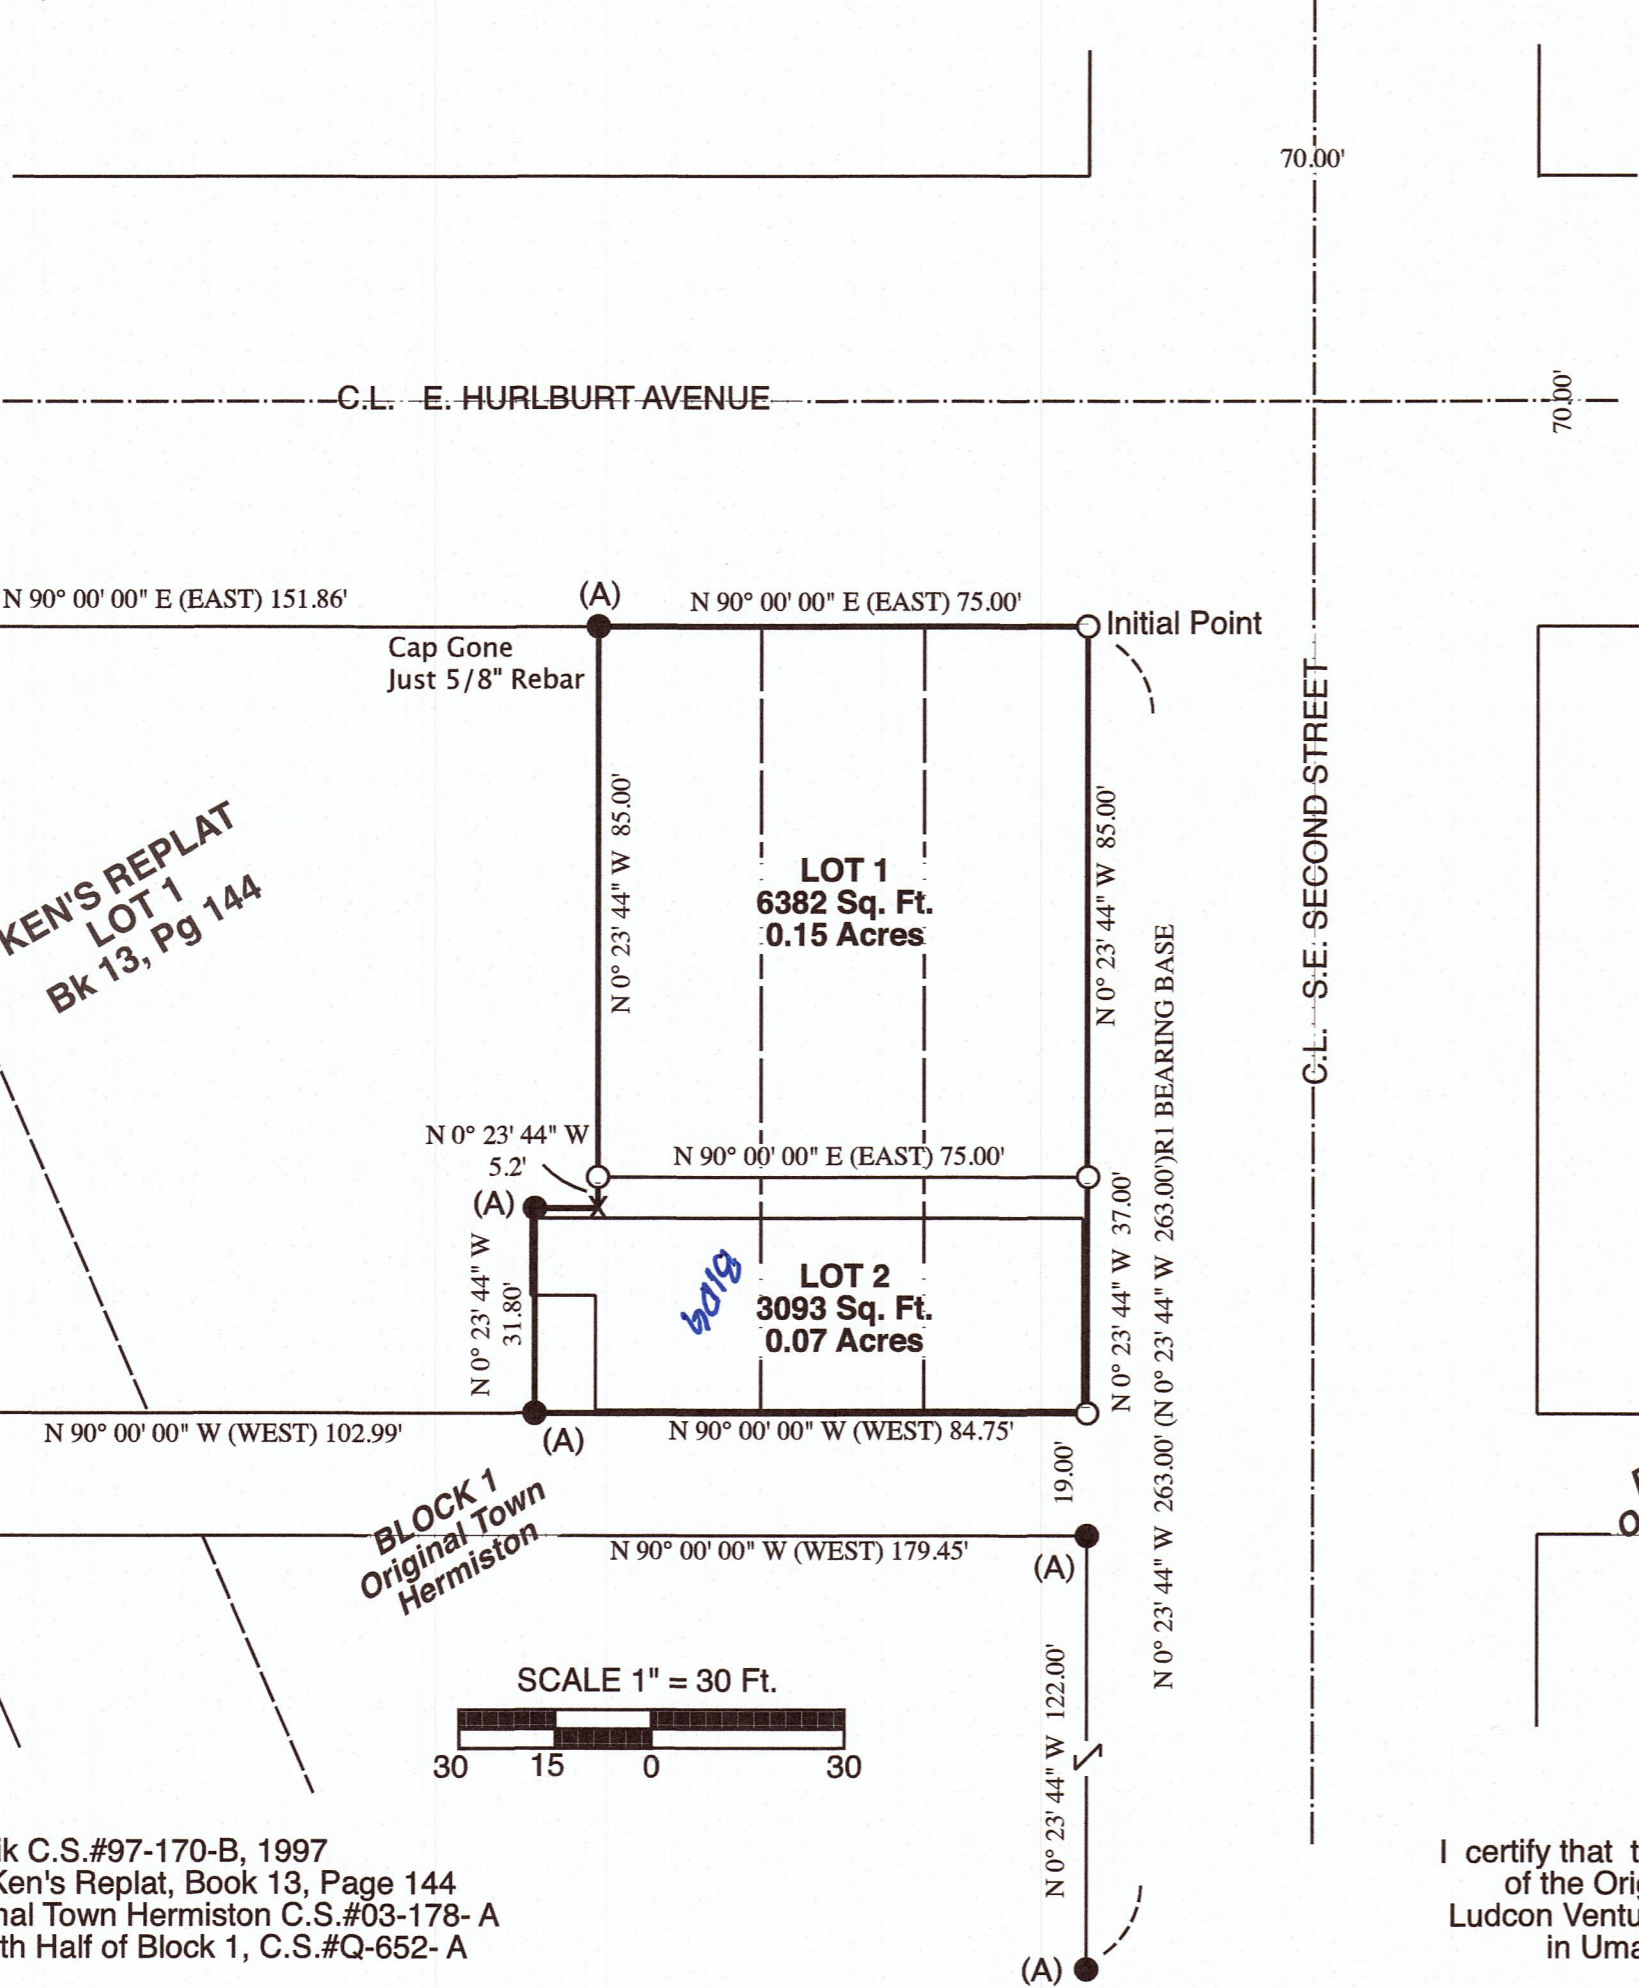 70.00'
C.L. E. HURLBURT AVENUE
70.00'
N 90° 00' 00" E (EAST) 151.86'
(A)
N 90° 00' 00" E (EAST) 75.00'
Initial Point
Cap Gone
Just 5/8" Rebar
C.L. S.E. SECOND STREET
KEN'S REPLAT
LOT 1
Bk 13, Pg 144
N 0° 23' 44" W 85.00'
LOT 1
6382 Sq. Ft.
0.15 Acres
N 0° 23' 44" W 85.00'
N 0° 23' 44" W 263.00' (N 0° 23' 44" W 263.00')R1 BEARING BASE
N 0° 23' 44" W
5.2'
N 90° 00' 00" E (EAST) 75.00'
(A)
X
N 0° 23' 44" W
31.80'
Bldg
LOT 2
3093 Sq. Ft.
0.07 Acres
N 0° 23' 44" W 37.00'
N 90° 00' 00" W (WEST) 102.99'
(A)
N 90° 00' 00" W (WEST) 84.75'
19.00'
BLOCK 1
Original Town
Hermiston
N 90° 00' 00" W (WEST) 179.45'
(A)
SCALE 1" = 30 Ft.
30 15 0 30
N 0° 23' 44" W 122.00'
(A)
lk C.S.#97-170-B, 1997
Ken's Replat, Book 13, Page 144
nal Town Hermiston C.S.#03-178- A
th Half of Block 1, C.S.#Q-652- A
I certify that t
of the Orig
Ludcon Ventu
in Uma